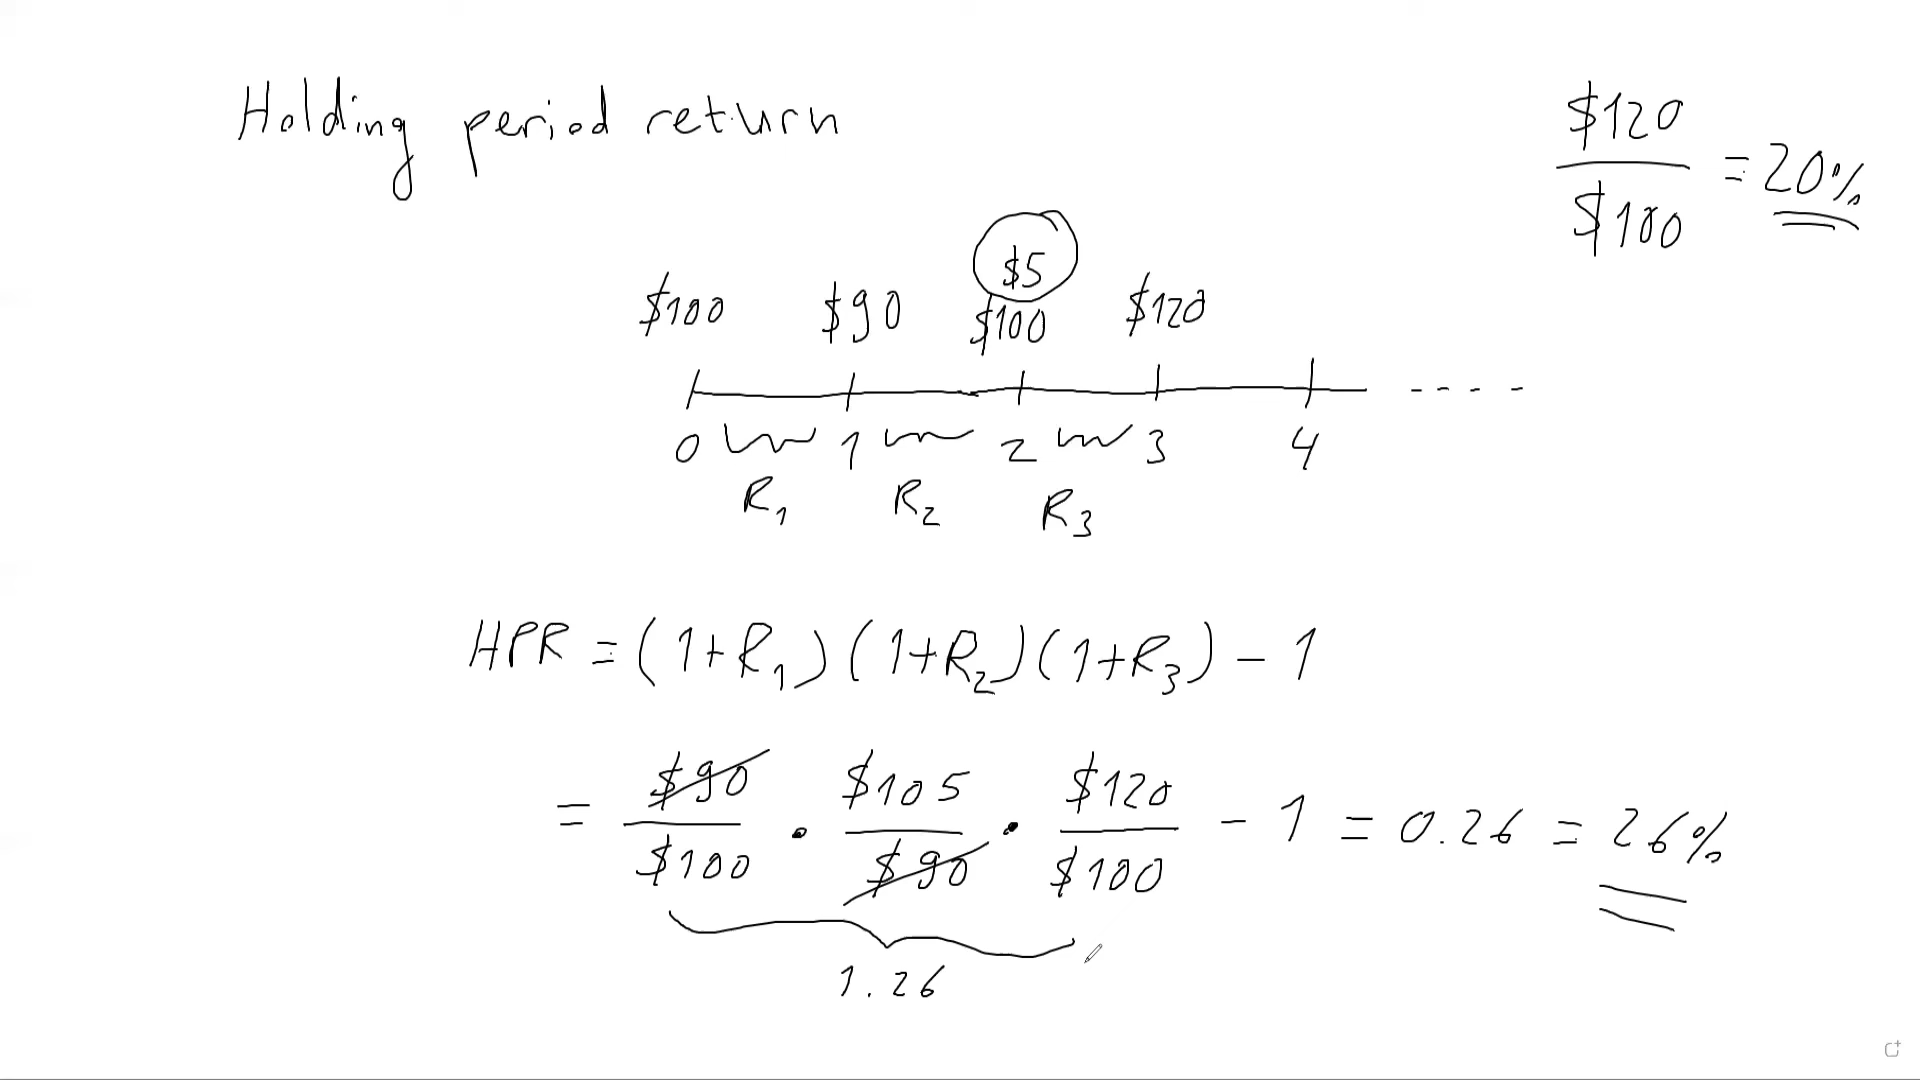 Holding period return
$120
$100
= 20%
$5
$100 $90 $100 $120
0 1 2 3 4
R1 R2 R3
HPR = (1+R1)(1+R2)(1+R3) - 1
= $90/$100 · $105/$90 · $120/$100 - 1 = 0.26 = 26%
1.26